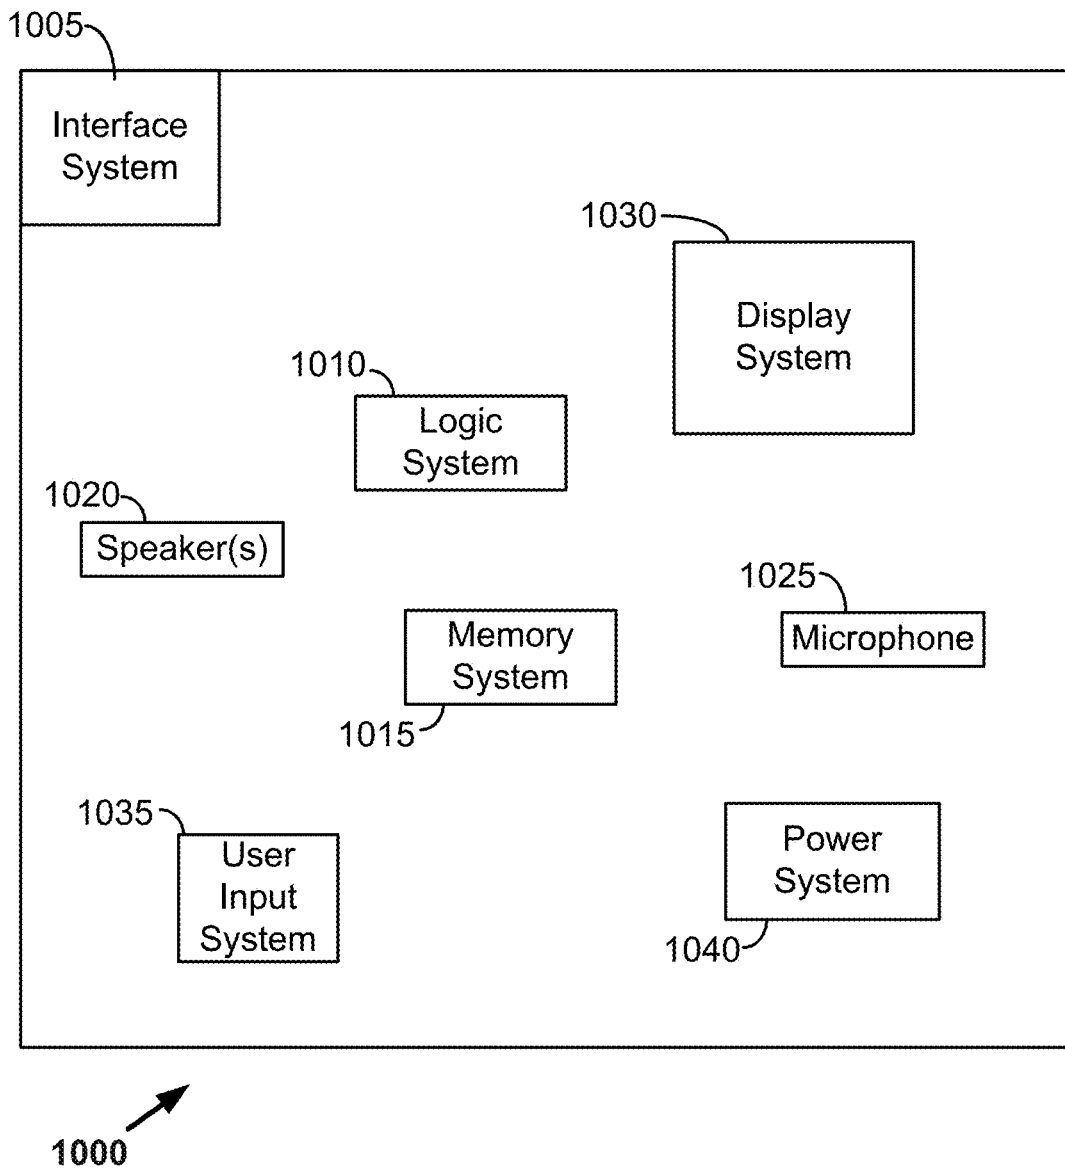 1005
Interface
System
1030
Display
System
1010
Logic
System
1020
Speaker(s)
1025
Microphone
Memory
System
1015
1035
User
Input
System
Power
System
1040
1000